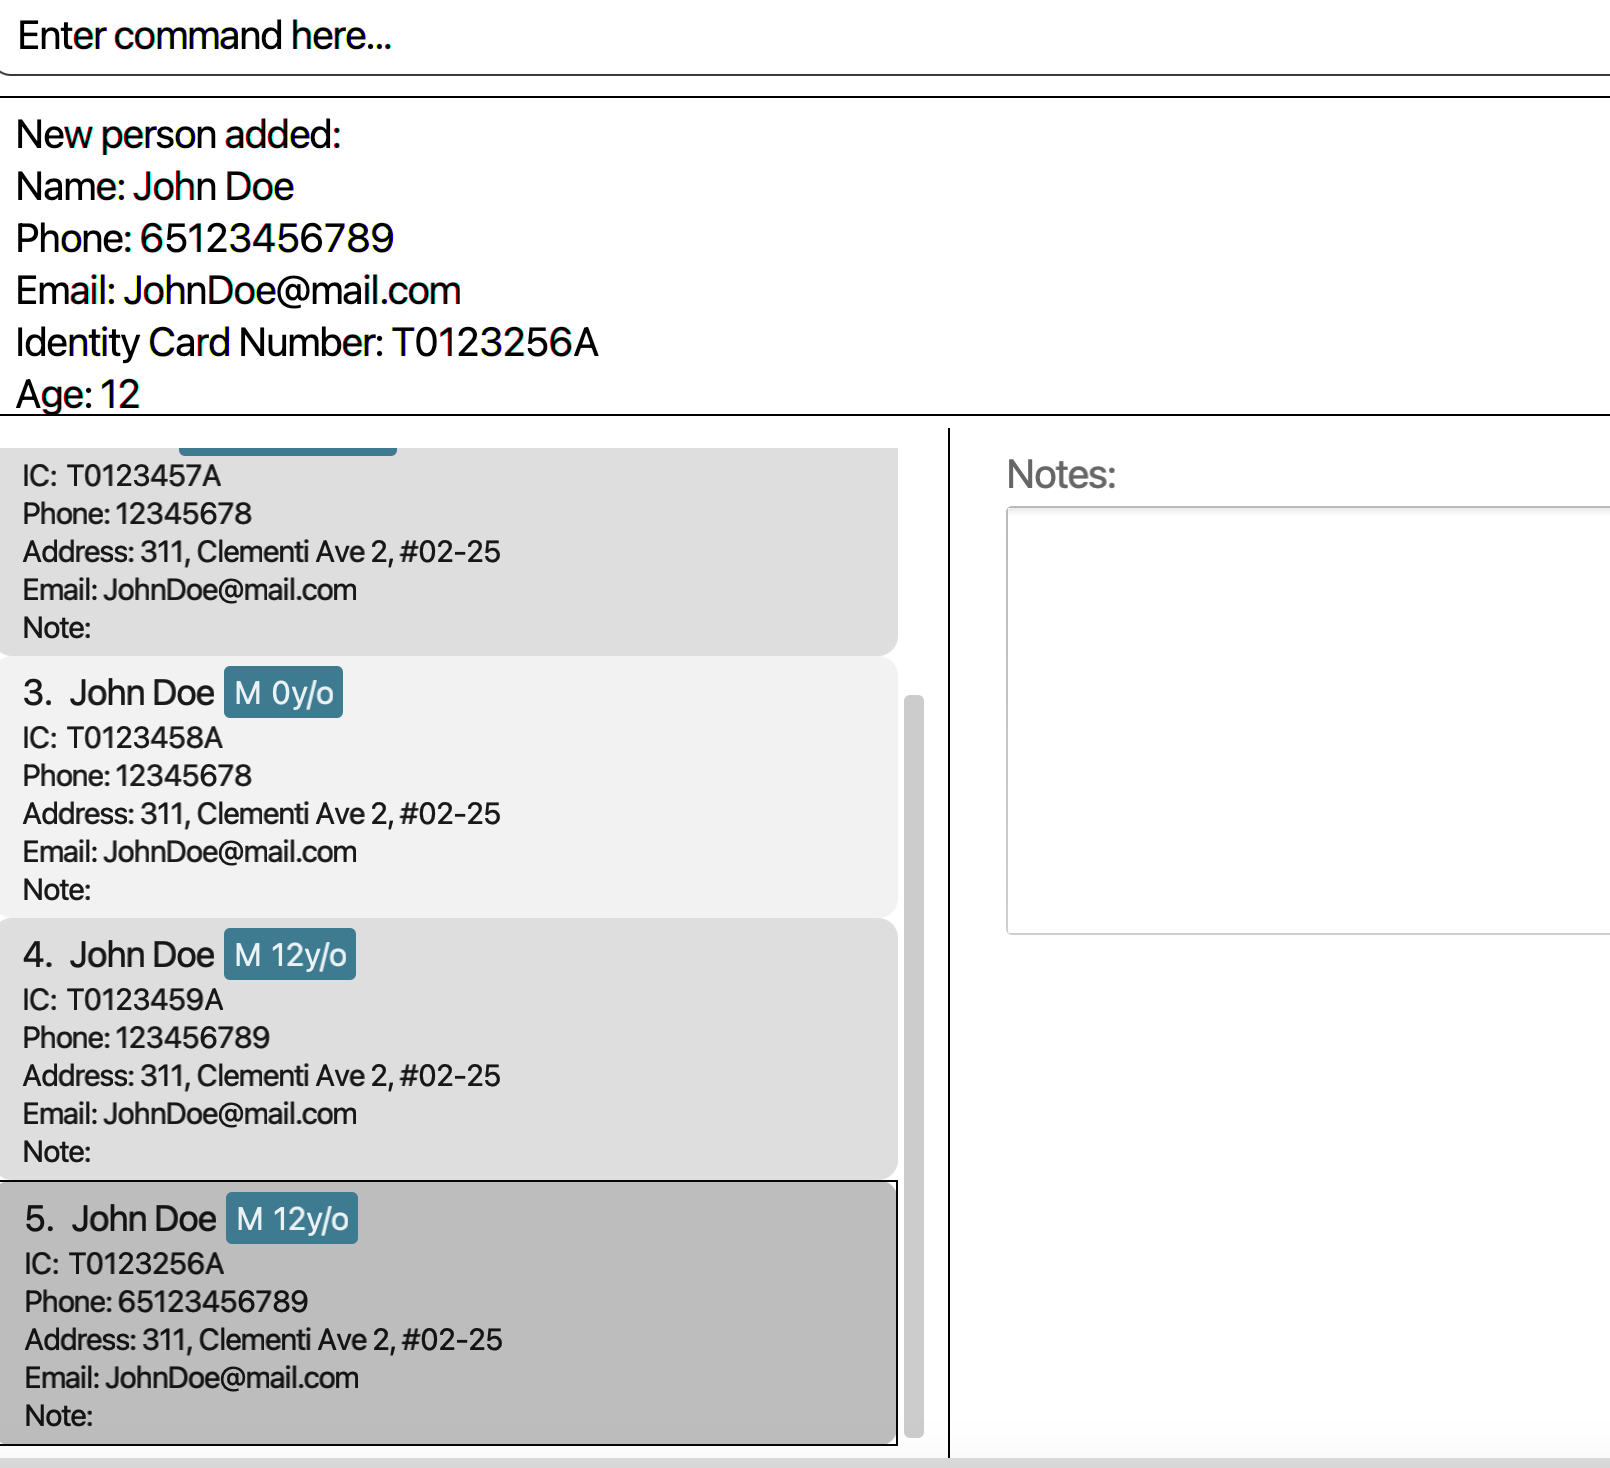 Enter command here...
New person added:
Name: John Doe
Phone: 65123456789
Email: JohnDoe@mail.com
Identity Card Number: T0123256A
Age: 12
IC: T0123457A
Phone: 12345678
Address: 311, Clementi Ave 2, #02-25
Email: JohnDoe@mail.com
Note:
3. John Doe M 0y/o
IC: T0123458A
Phone: 12345678
Address: 311, Clementi Ave 2, #02-25
Email: JohnDoe@mail.com
Note:
4. John Doe M 12y/o
IC: T0123459A
Phone: 123456789
Address: 311, Clementi Ave 2, #02-25
Email: JohnDoe@mail.com
Note:
5. John Doe M 12y/o
IC: T0123256A
Phone: 65123456789
Address: 311, Clementi Ave 2, #02-25
Email: JohnDoe@mail.com
Note:
Notes: